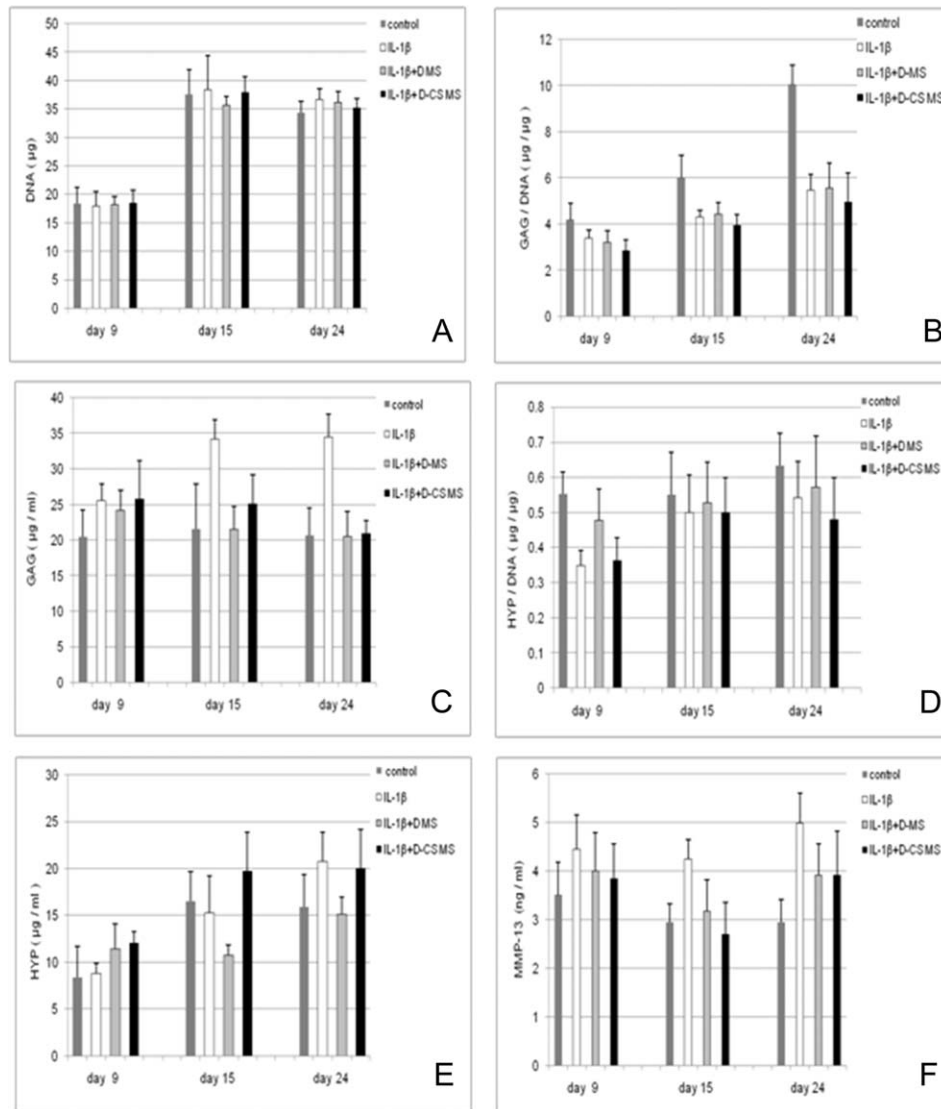 50
45
40
35
30
25
20
15
10
5
0
DNA ( µg)
day 9
day 15
day 24
control
IL-1β
IL-1β+DMS
IL-1β+D-CSMS
A
12
10
8
6
4
2
0
GAG / DNA ( µg / µg)
day 9
day 15
day 24
control
IL-1β
IL-1β+D-MS
IL-1β+D-CSMS
B
40
35
30
25
20
15
10
5
0
GAG ( µg / ml)
day 9
day 15
day 24
control
IL-1β
IL-1β+D-MS
IL-1β+D-CSMS
C
0.8
0.7
0.6
0.5
0.4
0.3
0.2
0.1
0
HYP / DNA ( µg / µg)
day 9
day 15
day 24
control
IL-1β
IL-1β+DMS
IL-1β+D-CSMS
D
30
25
20
15
10
5
0
HYP ( µg / ml )
day 9
day 15
day 24
control
IL-1β
IL-1β+DMS
IL-1β+D-CSMS
E
6
5
4
3
2
1
0
MMP-13 (ng / ml)
day 9
day 15
day 24
control
IL-1β
IL-1β+D-MS
IL-1β+D-CSMS
F